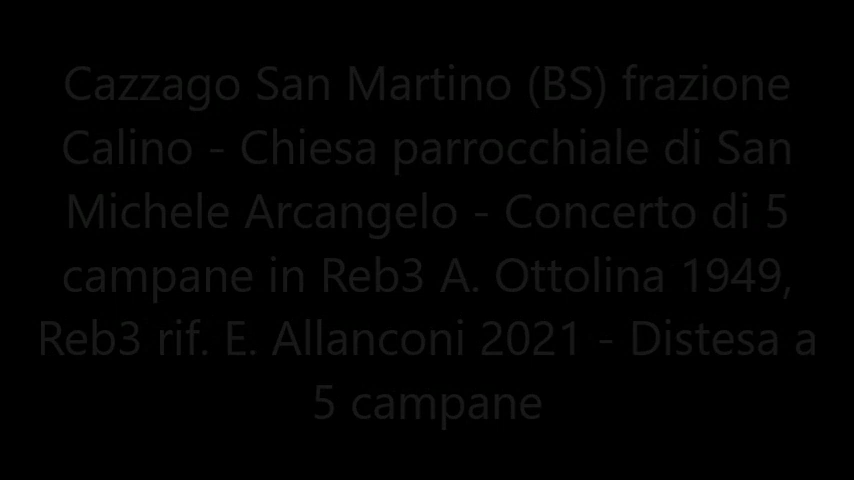 Cazzago San Martino (BS) frazione
Calino - Chiesa parrocchiale di San
Michele Arcangelo - Concerto di 5
campane in Reb3 A. Ottolina 1949,
Reb3 rif. E. Allanconi 2021 - Distesa a
5 campane